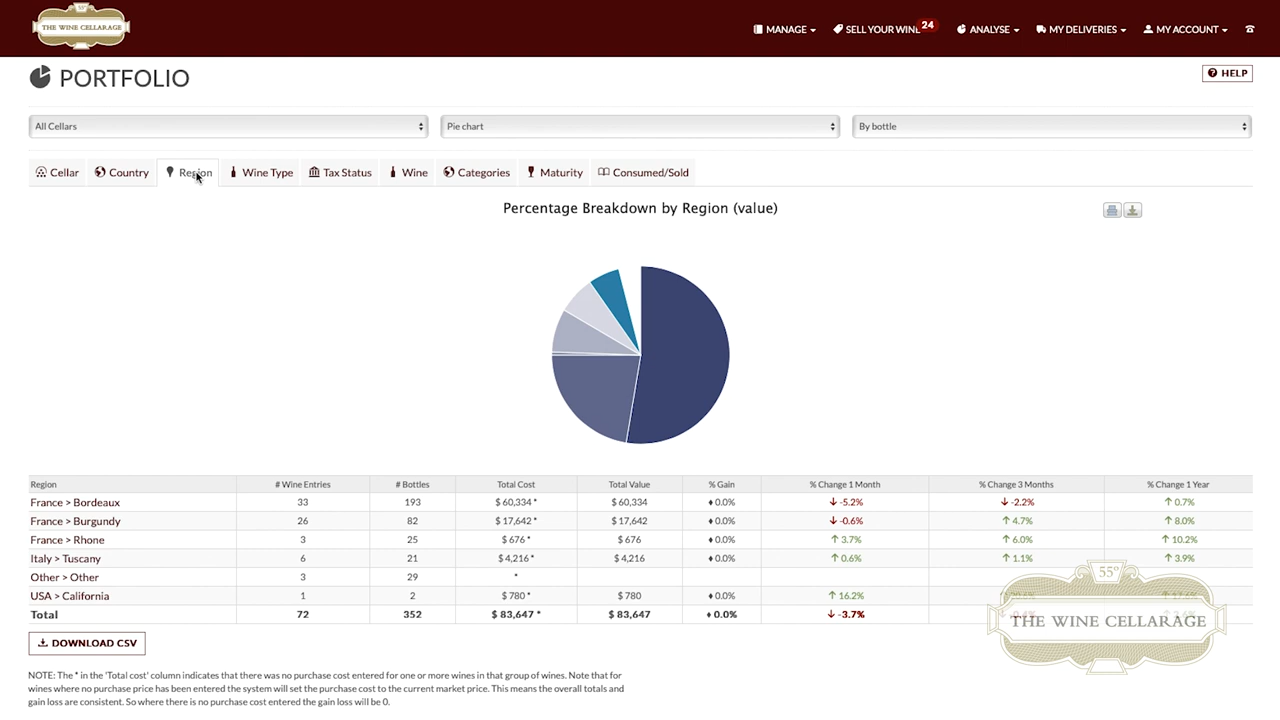 55°
THE WINE CELLARAGE
MANAGE
SELL YOUR WINE
24
ANALYSE
MY DELIVERIES
MY ACCOUNT
PORTFOLIO
HELP
All Cellars
Pie chart
By bottle
Cellar
Country
Region
Wine Type
Tax Status
Wine
Categories
Maturity
Consumed/Sold
Percentage Breakdown by Region (value)
Region # Wine Entries # Bottles Total Cost Total Value % Gain % Change 1 Month % Change 3 Months % Change 1 Year
France > Bordeaux 33 193 $ 60,334 * $ 60,334 0.0% -5.2% -2.2% 0.7%
France > Burgundy 26 82 $ 17,642 * $ 17,642 0.0% -0.6% 4.7% 8.0%
France > Rhone 3 25 $ 676 * $ 676 0.0% 3.7% 6.0% 10.2%
Italy > Tuscany 6 21 $ 4,216 * $ 4,216 0.0% 0.6% 1.1% 3.9%
Other > Other 3 29 *
USA > California 1 2 $ 780 * $ 780 0.0% 16.2%
Total 72 352 $ 83,647 * $ 83,647 0.0% -3.7%
55°
THE WINE CELLARAGE
DOWNLOAD CSV
NOTE: The * in the 'Total cost' column indicates that there was no purchase cost entered for one or more wines in that group of wines. Note that for
wines where no purchase price has been entered the system will set the purchase cost to the current market price. This means the overall totals and
gain loss are consistent. So where there is no purchase cost entered the gain loss will be 0.